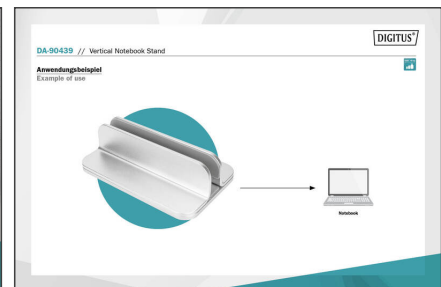 DIGITUS®
DA-90439 // Vertical Notebook Stand
Anwendungsbeispiel
Example of use
Notebook